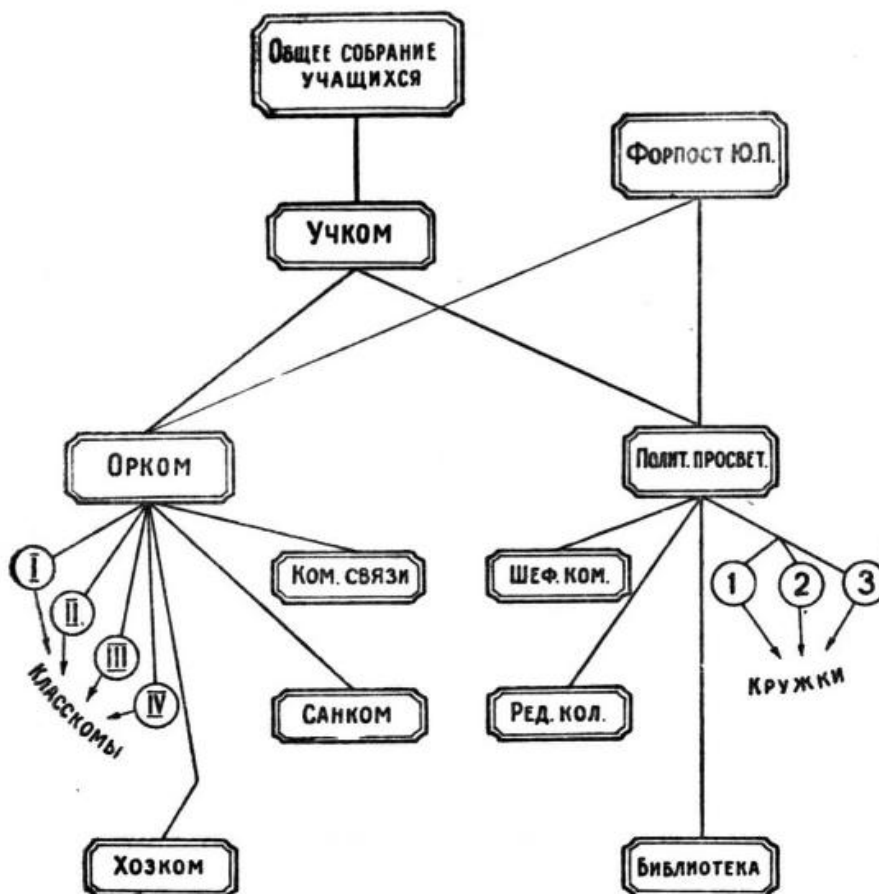 ОБЩЕЕ СОБРАНИЕ
УЧАЩИХСЯ
ФОРПОСТ Ю.П.
УЧКОМ
ОРКОМ
ПОЛИТ. ПРОСВЕТ.
I
II
III
IV
КЛАССКОМЫ
КОМ. СВЯЗИ
САНКОМ
ХОЗКОМ
ШЕФ. КОМ.
РЕД. КОЛ.
1
2
3
КРУЖКИ
БИБЛИОТЕКА